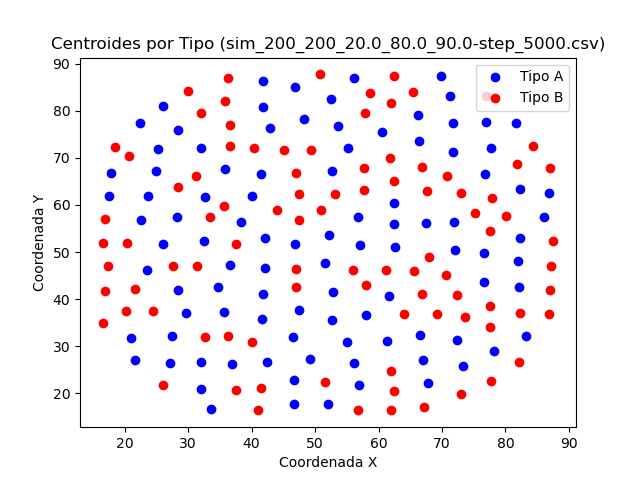 Centroides por Tipo (sim_200_200_20.0_80.0_90.0-step_5000.csv)
Tipo A
Tipo B
90
80
70
60
50
40
30
20
Coordenada Y
20 30 40 50 60 70 80 90
Coordenada X